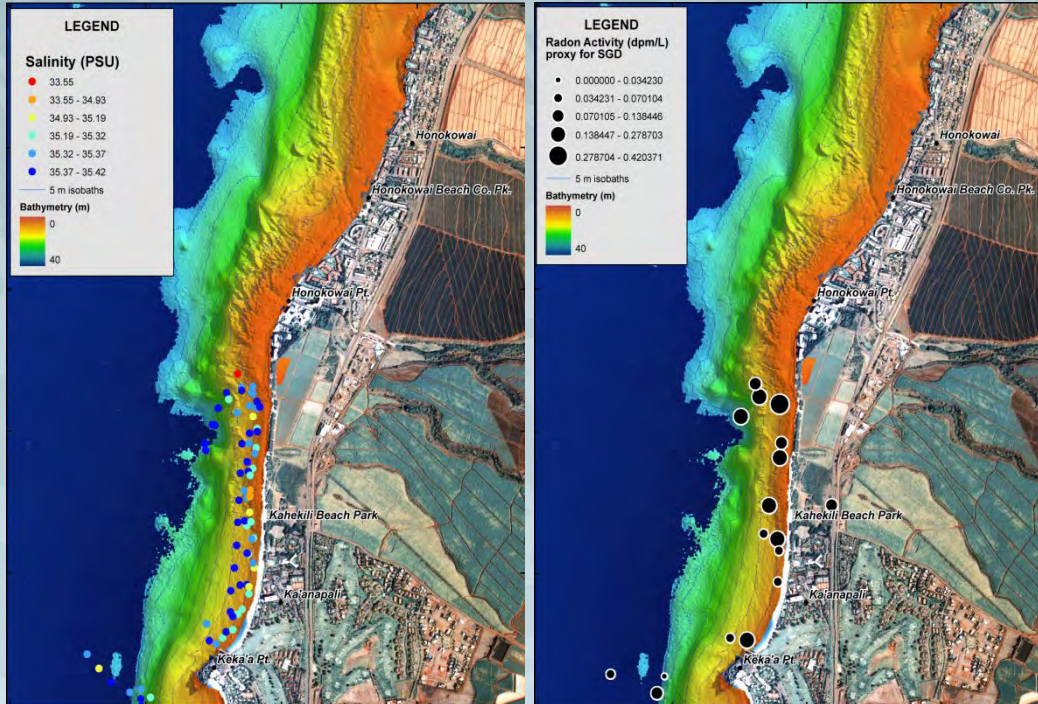 LEGEND
Salinity (PSU)
33.55
33.55 - 34.93
34.93 - 35.19
35.19 - 35.32
35.32 - 35.37
35.37 - 35.42
5 m isobaths
Bathymetry (m)
0
40
Honokowai
Honokowai Beach Co. Pk.
Honokowai Pt.
Kahekili Beach Park
Ka'anapali
Keka'a Pt.
LEGEND
Radon Activity (dpm/L)
proxy for SGD
0.000000 - 0.034230
0.034231 - 0.070104
0.070105 - 0.138446
0.138447 - 0.278703
0.278704 - 0.420371
5 m isobaths
Bathymetry (m)
0
40
Honokowai
Honokowai Beach Co. Pk.
Honokowai Pt.
Kahekili Beach Park
Ka'anapali
Keka'a Pt.